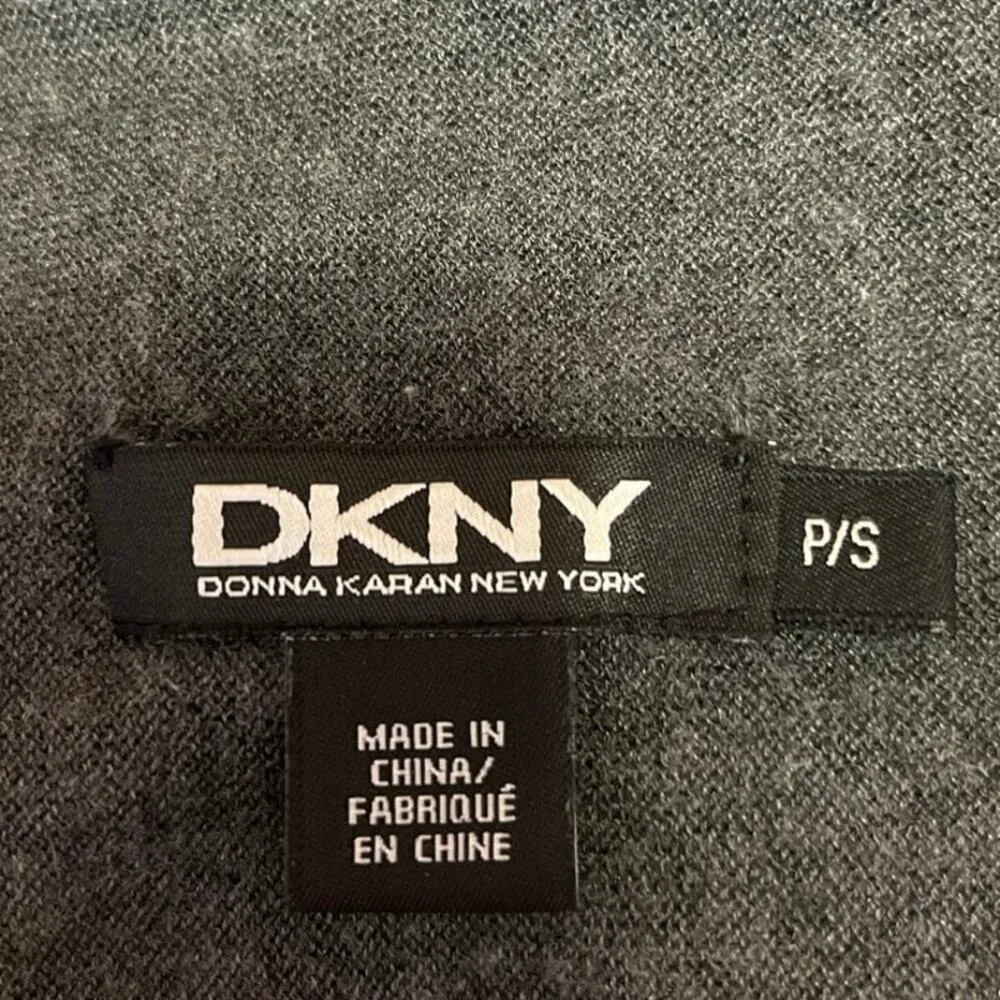 DKNY
DONNA KARAN NEW YORK
P/S
MADE IN
CHINA/
FABRIQUÉ
EN CHINE